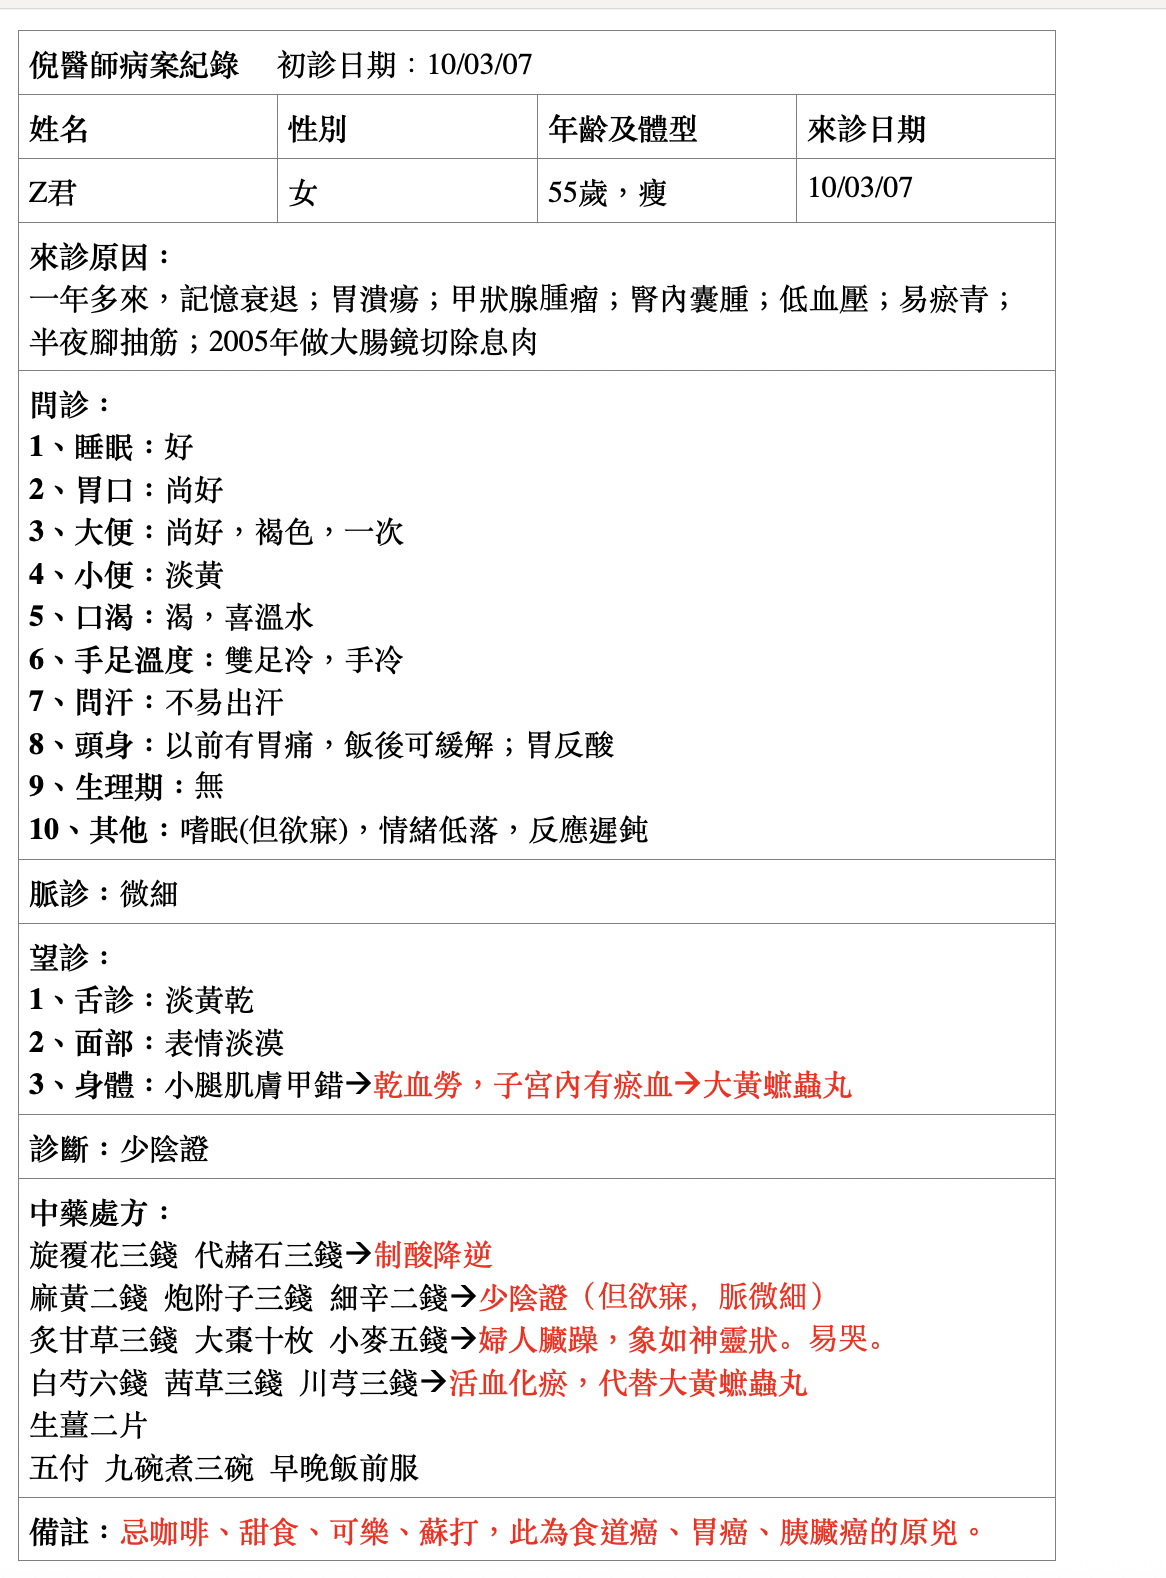 倪醫師病案紀錄 初診日期：10/03/07
姓名 性別 年齡及體型 來診日期
Z君 女 55歲，瘦 10/03/07
來診原因：
一年多來，記憶衰退；胃潰瘍；甲狀腺腫瘤；腎內囊腫；低血壓；易瘀青；
半夜腳抽筋；2005年做大腸鏡切除息肉
問診：
1、睡眠：好
2、胃口：尚好
3、大便：尚好，褐色，一次
4、小便：淡黃
5、口渴：渴，喜溫水
6、手足溫度：雙足冷，手冷
7、問汗：不易出汗
8、頭身：以前有胃痛，飯後可緩解；胃反酸
9、生理期：無
10、其他：嗜眠(但欲寐)，情緒低落，反應遲鈍
脈診：微細
望診：
1、舌診：淡黃乾
2、面部：表情淡漠
3、身體：小腿肌膚甲錯→乾血勞，子宮內有瘀血→大黃蟅蟲丸
診斷：少陰證
中藥處方：
旋覆花三錢 代赭石三錢→制酸降逆
麻黃二錢 炮附子三錢 細辛二錢→少陰證（但欲寐，脈微細）
炙甘草三錢 大棗十枚 小麥五錢→婦人臟躁，象如神靈狀。易哭。
白芍六錢 茜草三錢 川芎三錢→活血化瘀，代替大黃蟅蟲丸
生薑二片
五付 九碗煮三碗 早晚飯前服
備註：忌咖啡、甜食、可樂、蘇打，此為食道癌、胃癌、胰臟癌的原兇。